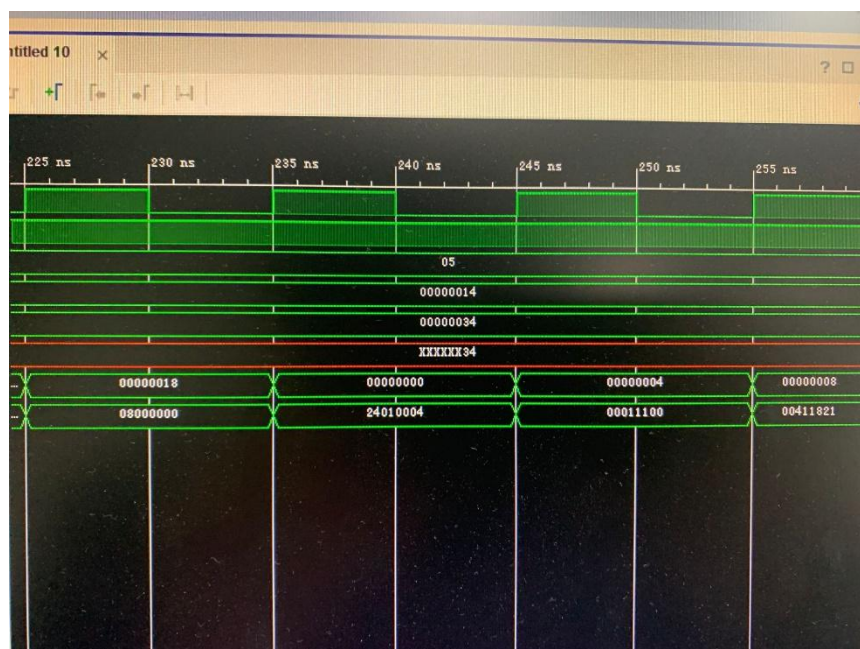 ntitled 10 ×
? □
225 ns 230 ns 235 ns 240 ns 245 ns 250 ns 255 ns
05
00000014
00000034
XXXXXX34
... 00000018 00000000 00000004 00000008
... 08000000 24010004 00011100 00411821